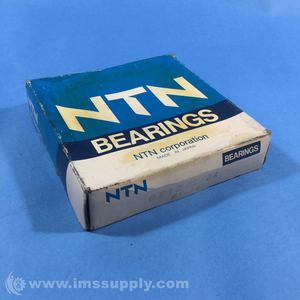 NTN
BEARINGS
NTN corporation
MADE IN JAPAN
NTN
BEARINGS
© www.imssupply.com